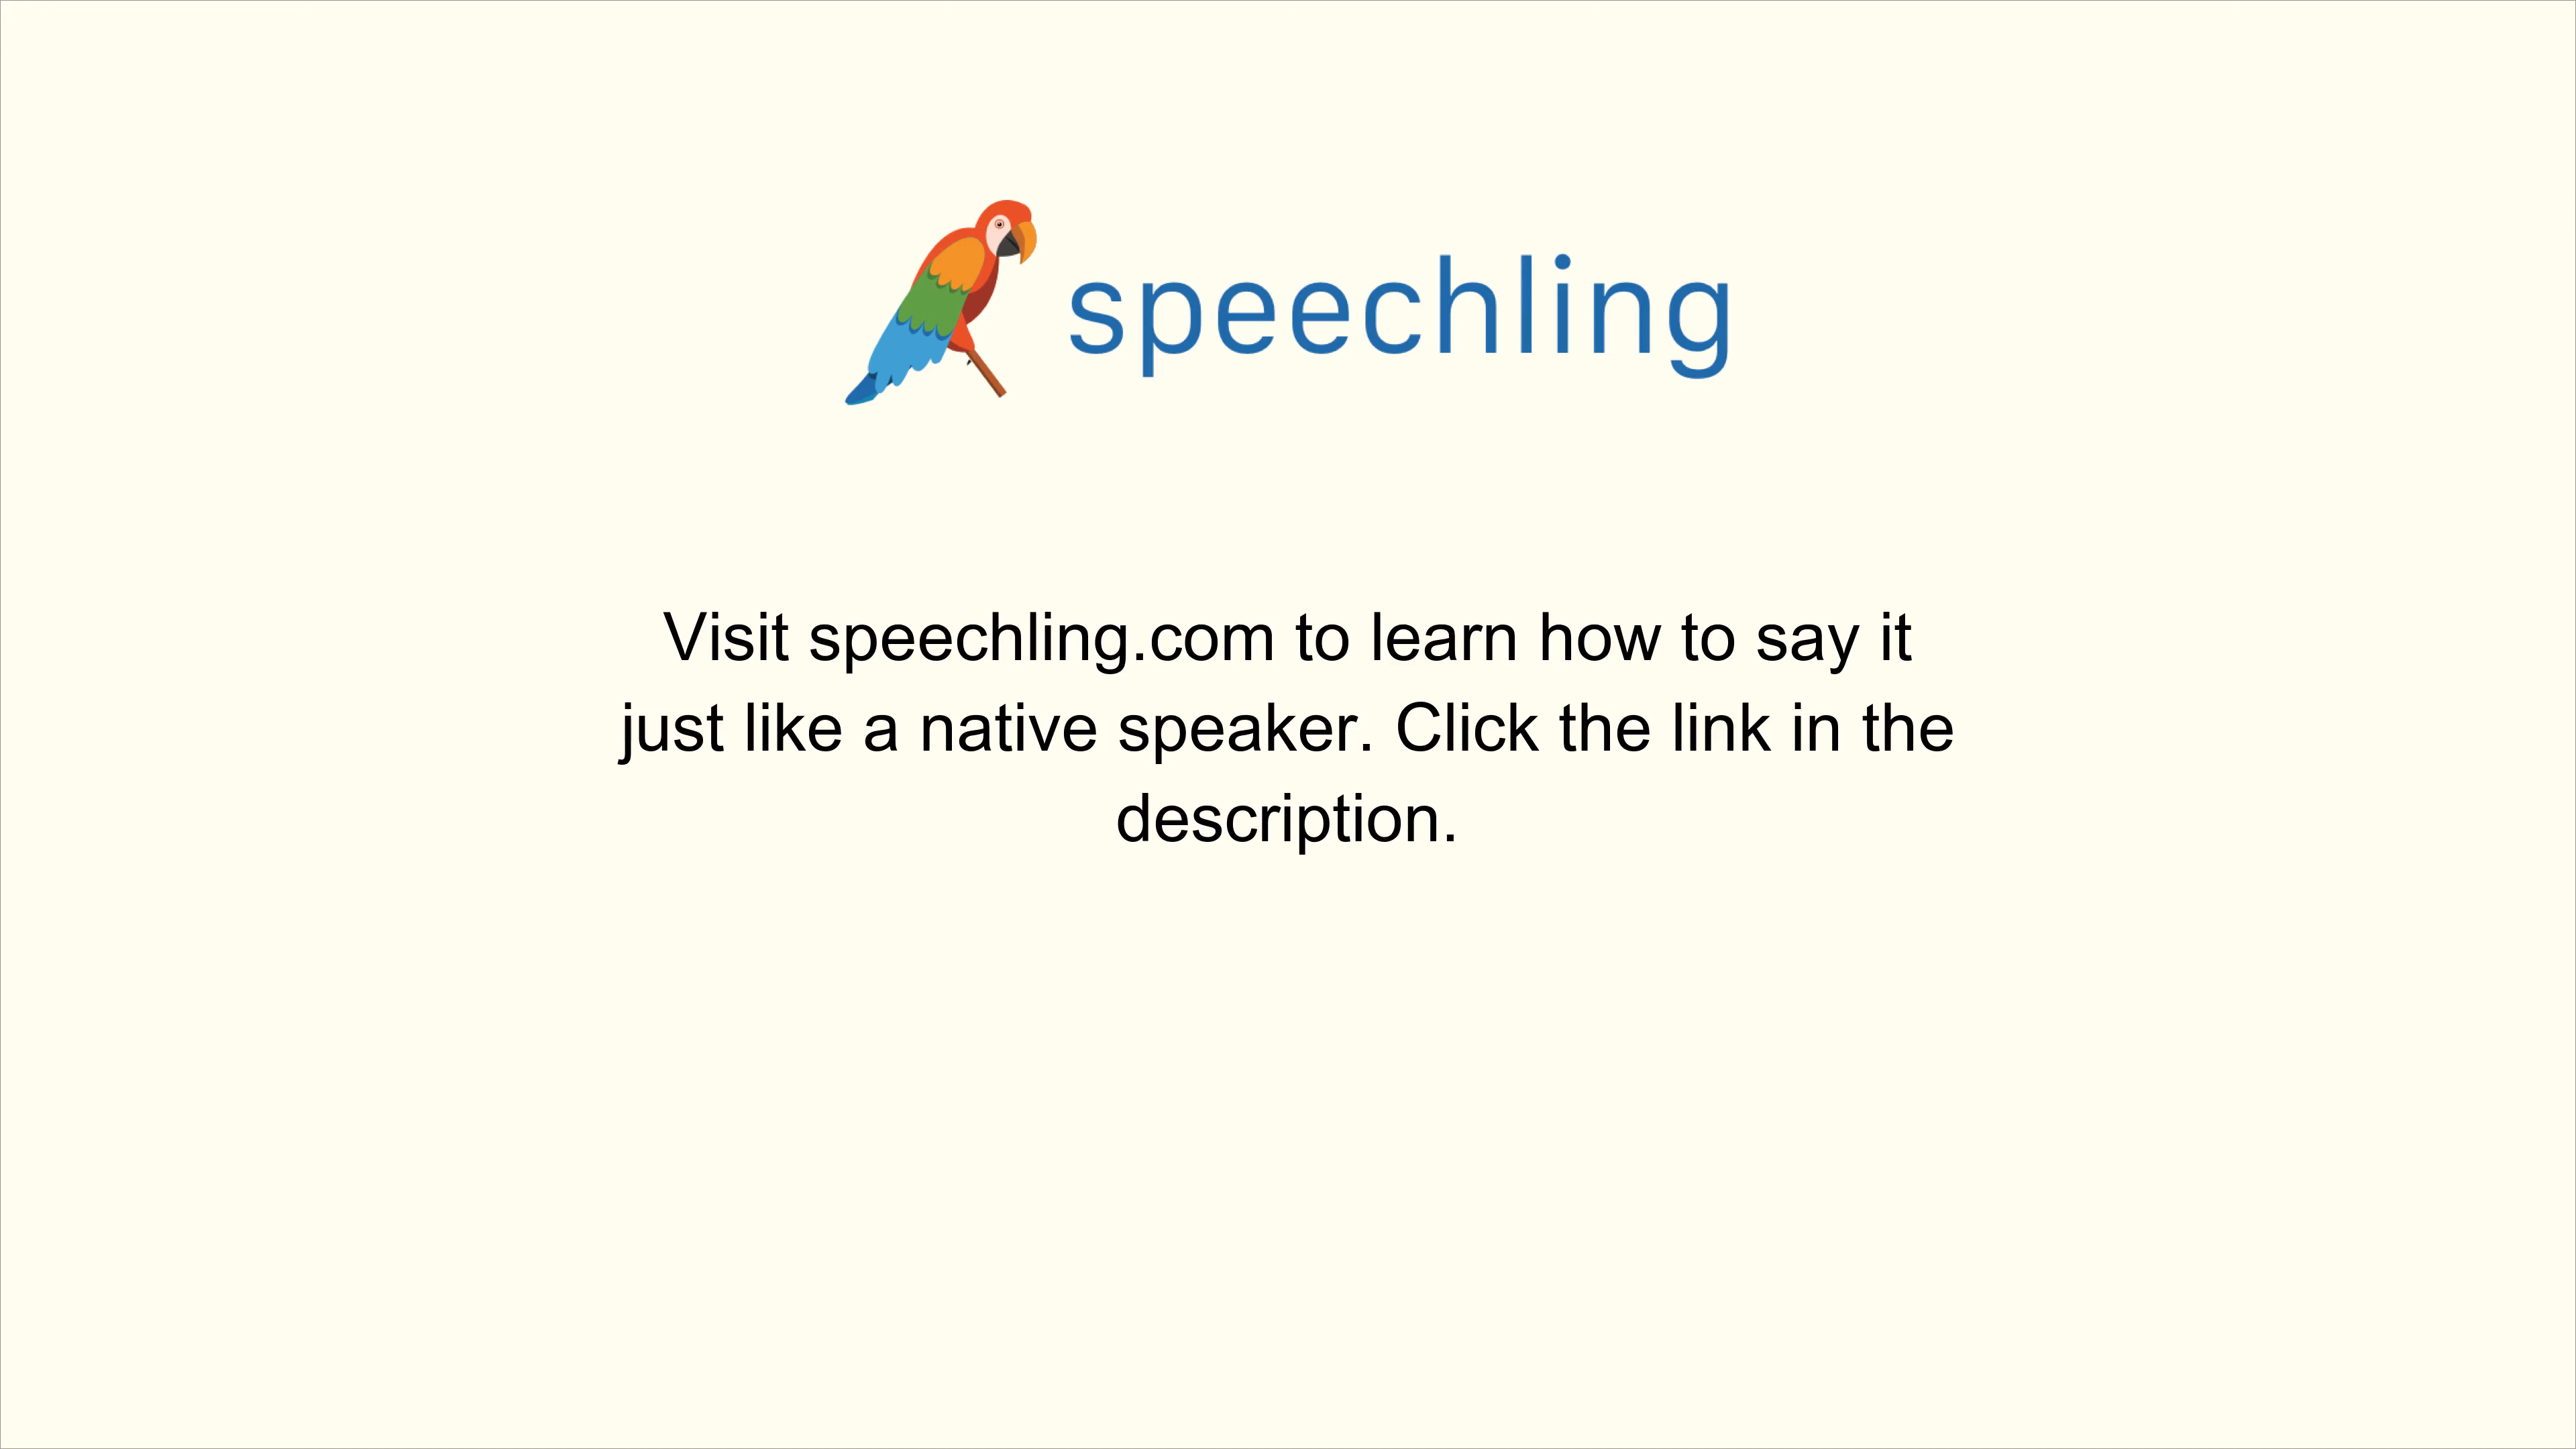 speechling
Visit speechling.com to learn how to say it
just like a native speaker. Click the link in the
description.